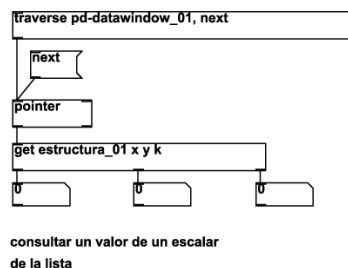 traverse pd-datawindow_01, next
next
pointer
get estructura_01 x y k
0 0 0
consultar un valor de un escalar
de la lista